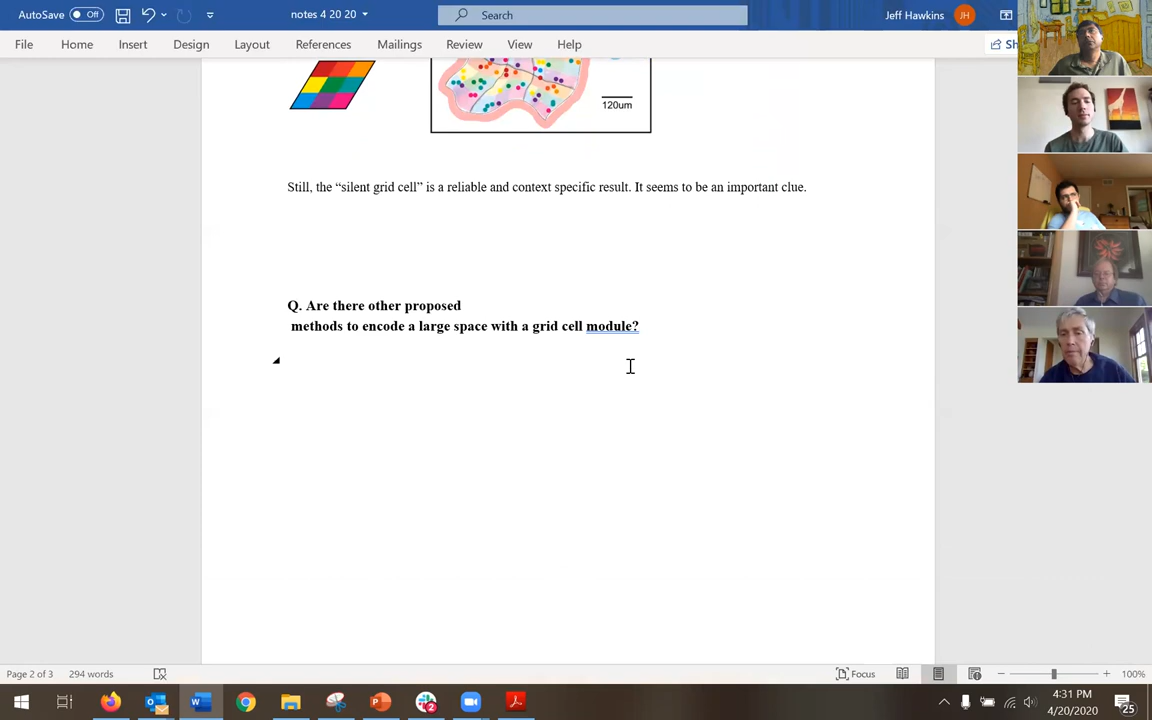 AutoSave Off notes 4 20 20 Search Jeff Hawkins JH
File Home Insert Design Layout References Mailings Review View Help Sh
120um
Still, the “silent grid cell” is a reliable and context specific result. It seems to be an important clue.
Q. Are there other proposed
methods to encode a large space with a grid cell module?
Page 2 of 3 294 words Focus 100%
4:31 PM
4/20/2020 25